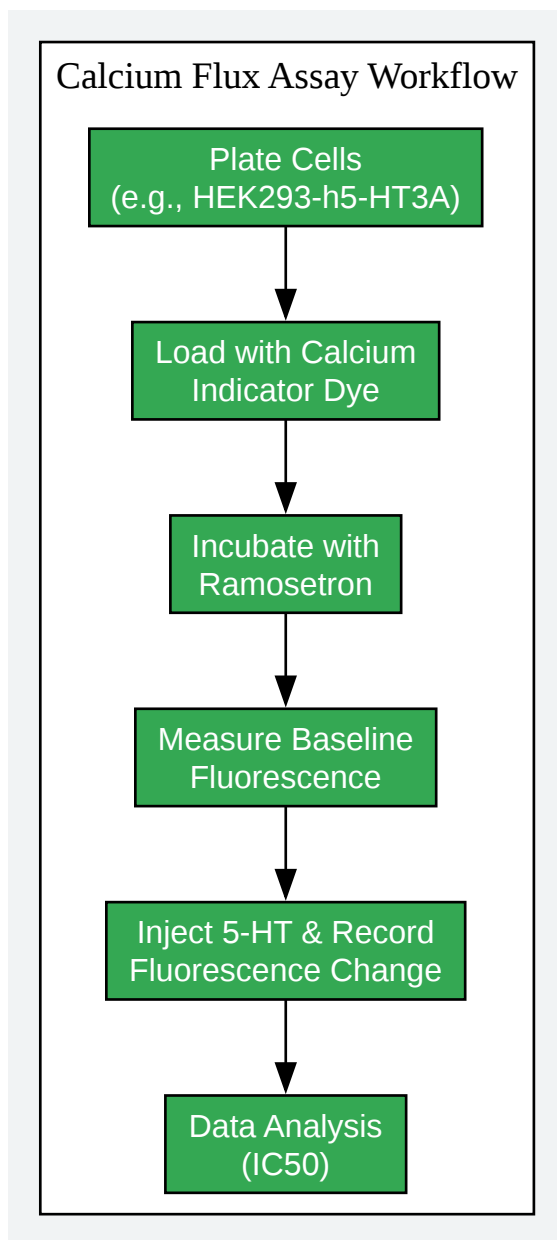 Calcium Flux Assay Workflow
Plate Cells
(e.g., HEK293-h5-HT3A)
Load with Calcium
Indicator Dye
Incubate with
Ramosetron
Measure Baseline
Fluorescence
Inject 5-HT & Record
Fluorescence Change
Data Analysis
(IC50)